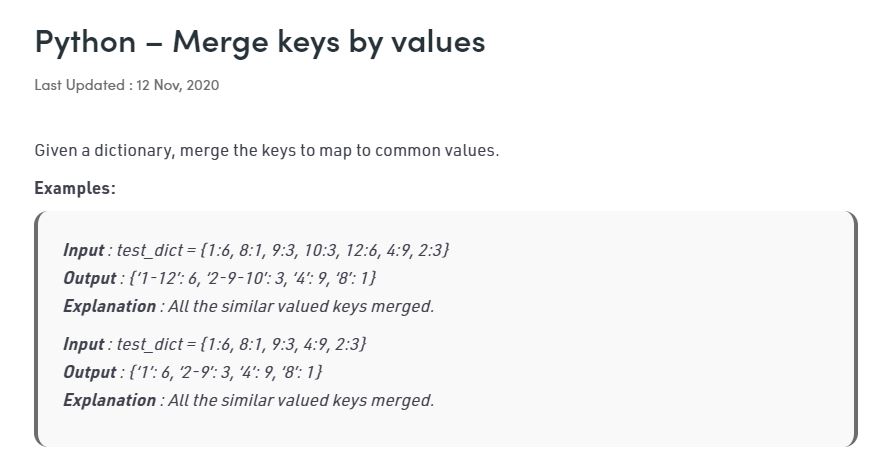 Python – Merge keys by values
Last Updated : 12 Nov, 2020
Given a dictionary, merge the keys to map to common values.
Examples:
Input : test_dict = {1:6, 8:1, 9:3, 10:3, 12:6, 4:9, 2:3}
Output : {‘1-12’: 6, ‘2-9-10’: 3, ‘4’: 9, ‘8’: 1}
Explanation : All the similar valued keys merged.
Input : test_dict = {1:6, 8:1, 9:3, 4:9, 2:3}
Output : {‘1’: 6, ‘2-9’: 3, ‘4’: 9, ‘8’: 1}
Explanation : All the similar valued keys merged.